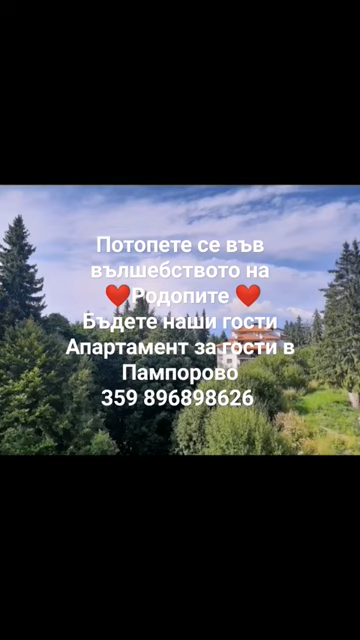 Потопете се във
вълшебството на
❤️Родопите ❤️
Бъдете наши гости
Апартамент за гости в
Пампорово
359 896898626